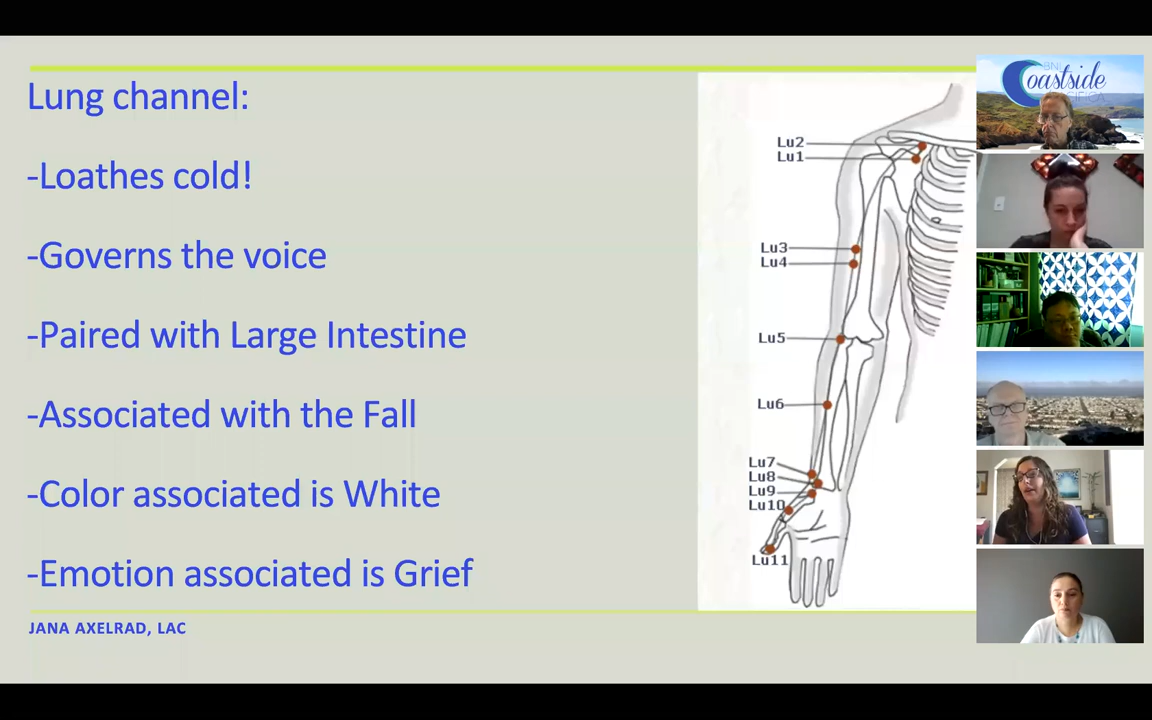 Lung channel:
-Loathes cold!
-Governs the voice
-Paired with Large Intestine
-Associated with the Fall
-Color associated is White
-Emotion associated is Grief
JANA AXELRAD, LAC
Lu2
Lu1
Lu3
Lu4
Lu5
Lu6
Lu7
Lu8
Lu9
Lu10
Lu11
BNI
Coastside
PACIFICA